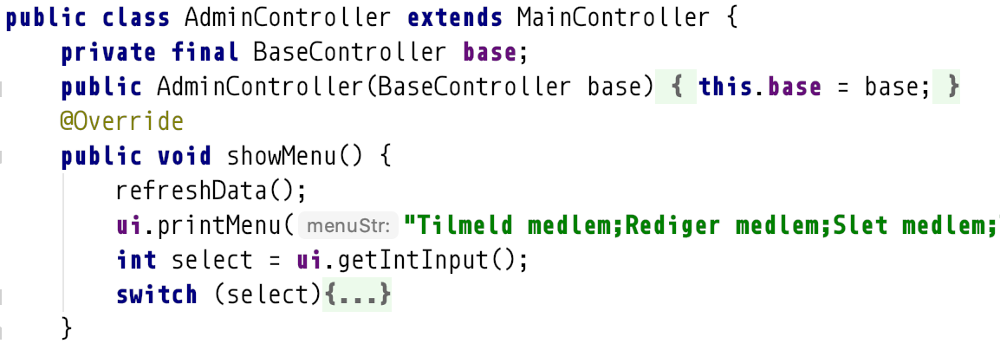 public class AdminController extends MainController {
private final BaseController base;
public AdminController(BaseController base) { this.base = base; }
@Override
public void showMenu() {
refreshData();
ui.printMenu( menuStr: "Tilmeld medlem;Rediger medlem;Slet medlem;
int select = ui.getIntInput();
switch (select){...}
}